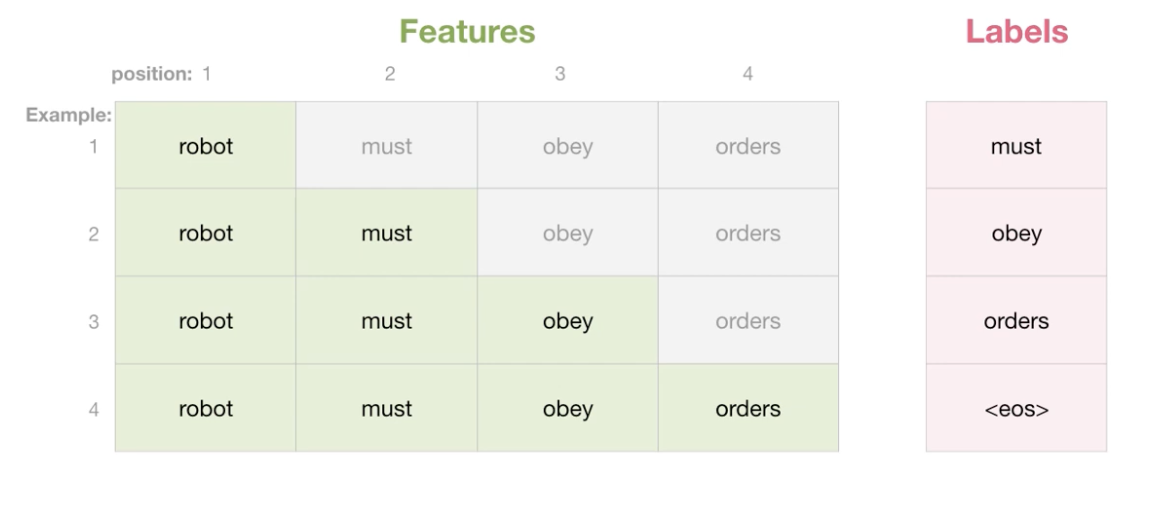 Features Labels
position: 1 2 3 4
Example:
1 robot must obey orders must
2 robot must obey orders obey
3 robot must obey orders orders
4 robot must obey orders <eos>